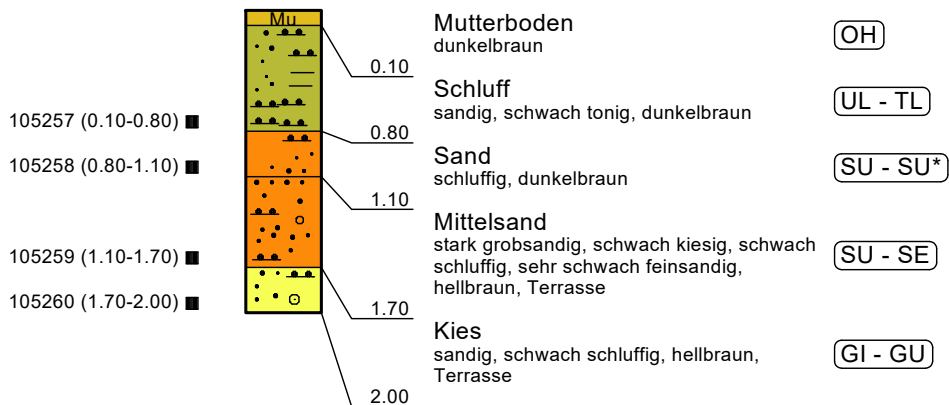 Mu
Mutterboden
dunkelbraun
OH
0.10
Schluff
sandig, schwach tonig, dunkelbraun
UL - TL
105257 (0.10-0.80)
0.80
Sand
schluffig, dunkelbraun
SU - SU*
105258 (0.80-1.10)
1.10
Mittelsand
stark grobsandig, schwach kiesig, schwach
schluffig, sehr schwach feinsandig,
hellbraun, Terrasse
SU - SE
105259 (1.10-1.70)
1.70
105260 (1.70-2.00)
Kies
sandig, schwach schluffig, hellbraun,
Terrasse
GI - GU
2.00